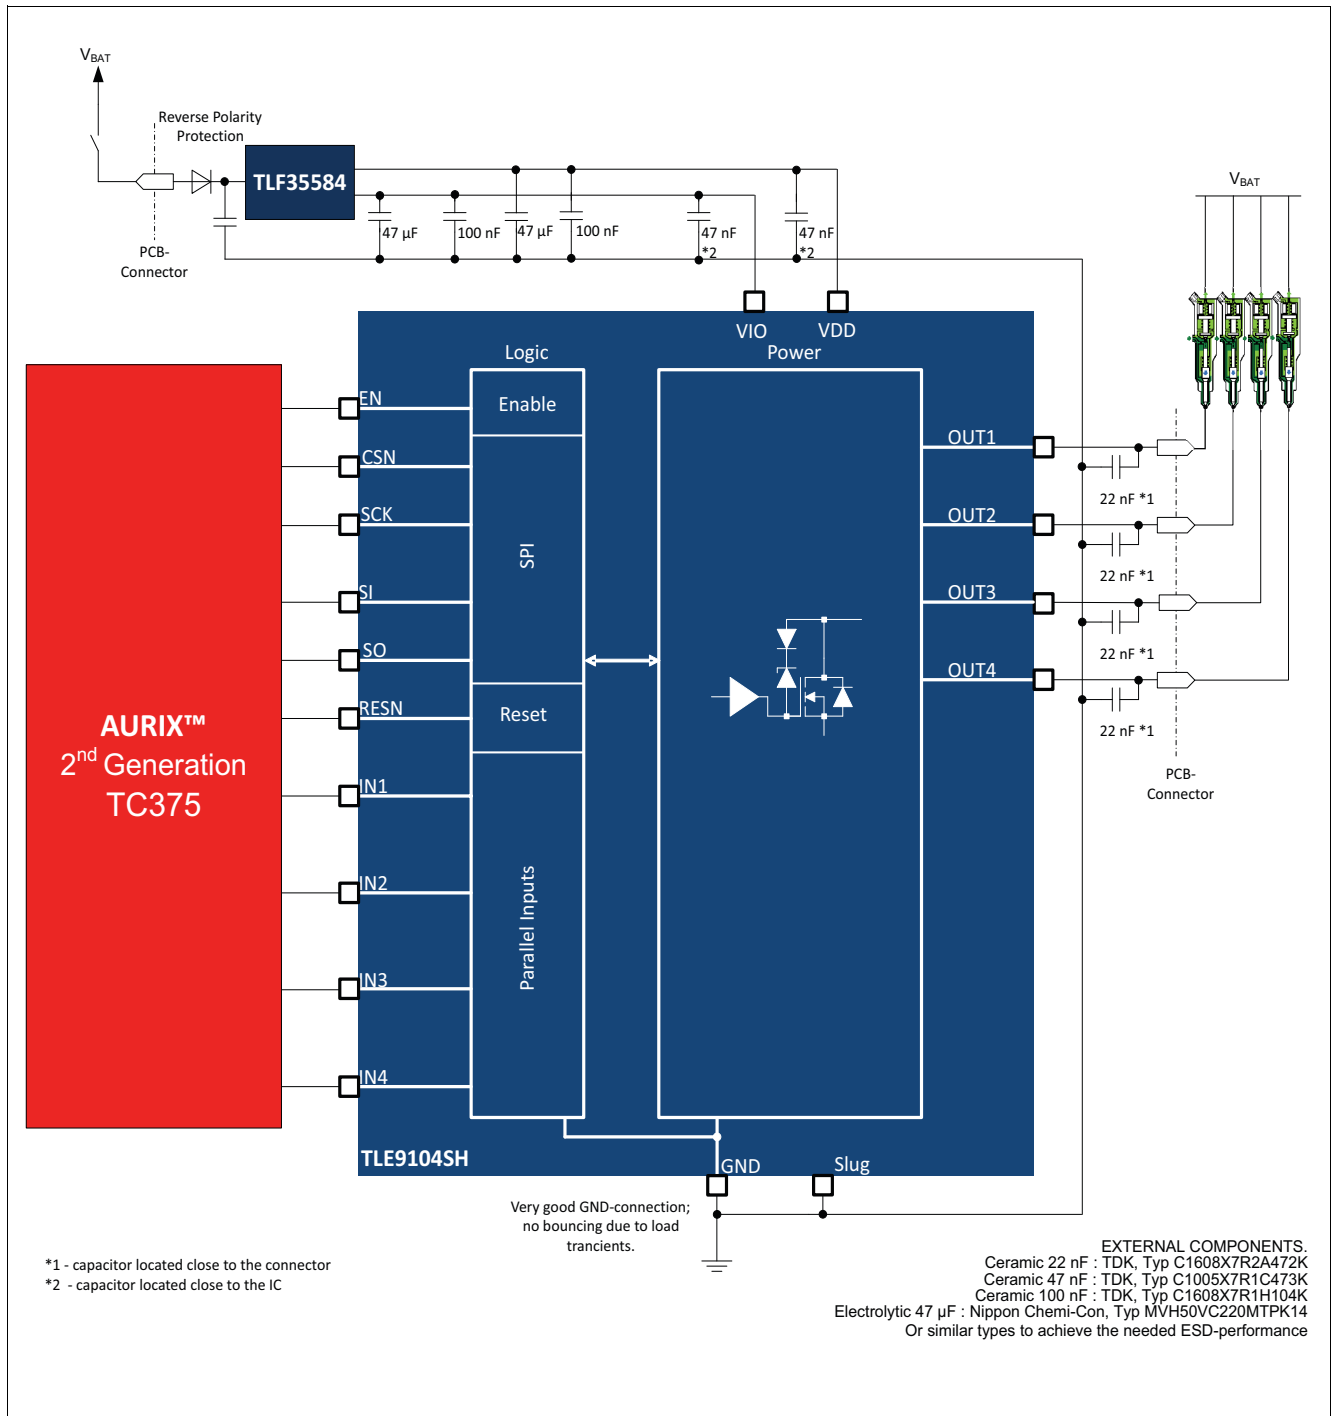 VBAT
Reverse Polarity
Protection
TLF35584
47 µF
100 nF
47 µF
100 nF
47 nF
*2
47 nF
*2
PCB-
Connector
VBAT
VIO
VDD
Logic
Power
EN
Enable
CSN
SCK
SPI
SI
SO
RESN
Reset
IN1
IN2
Parallel Inputs
IN3
IN4
OUT1
22 nF *1
OUT2
22 nF *1
OUT3
22 nF *1
OUT4
22 nF *1
PCB-
Connector
AURIX™
2nd Generation
TC375
TLE9104SH
GND
Slug
Very good GND-connection;
no bouncing due to load
trancients.
*1 - capacitor located close to the connector
*2 - capacitor located close to the IC
EXTERNAL COMPONENTS.
Ceramic 22 nF : TDK, Typ C1608X7R2A472K
Ceramic 47 nF : TDK, Typ C1005X7R1C473K
Ceramic 100 nF : TDK, Typ C1608X7R1H104K
Electrolytic 47 µF : Nippon Chemi-Con, Typ MVH50VC220MTPK14
Or similar types to achieve the needed ESD-performance